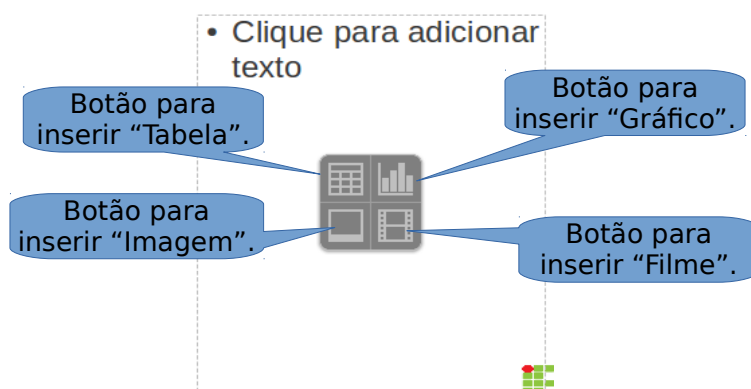 • Clique para adicionar
texto
Botão para
inserir “Tabela”.
Botão para
inserir “Gráfico”.
Botão para
inserir “Imagem”.
Botão para
inserir “Filme”.